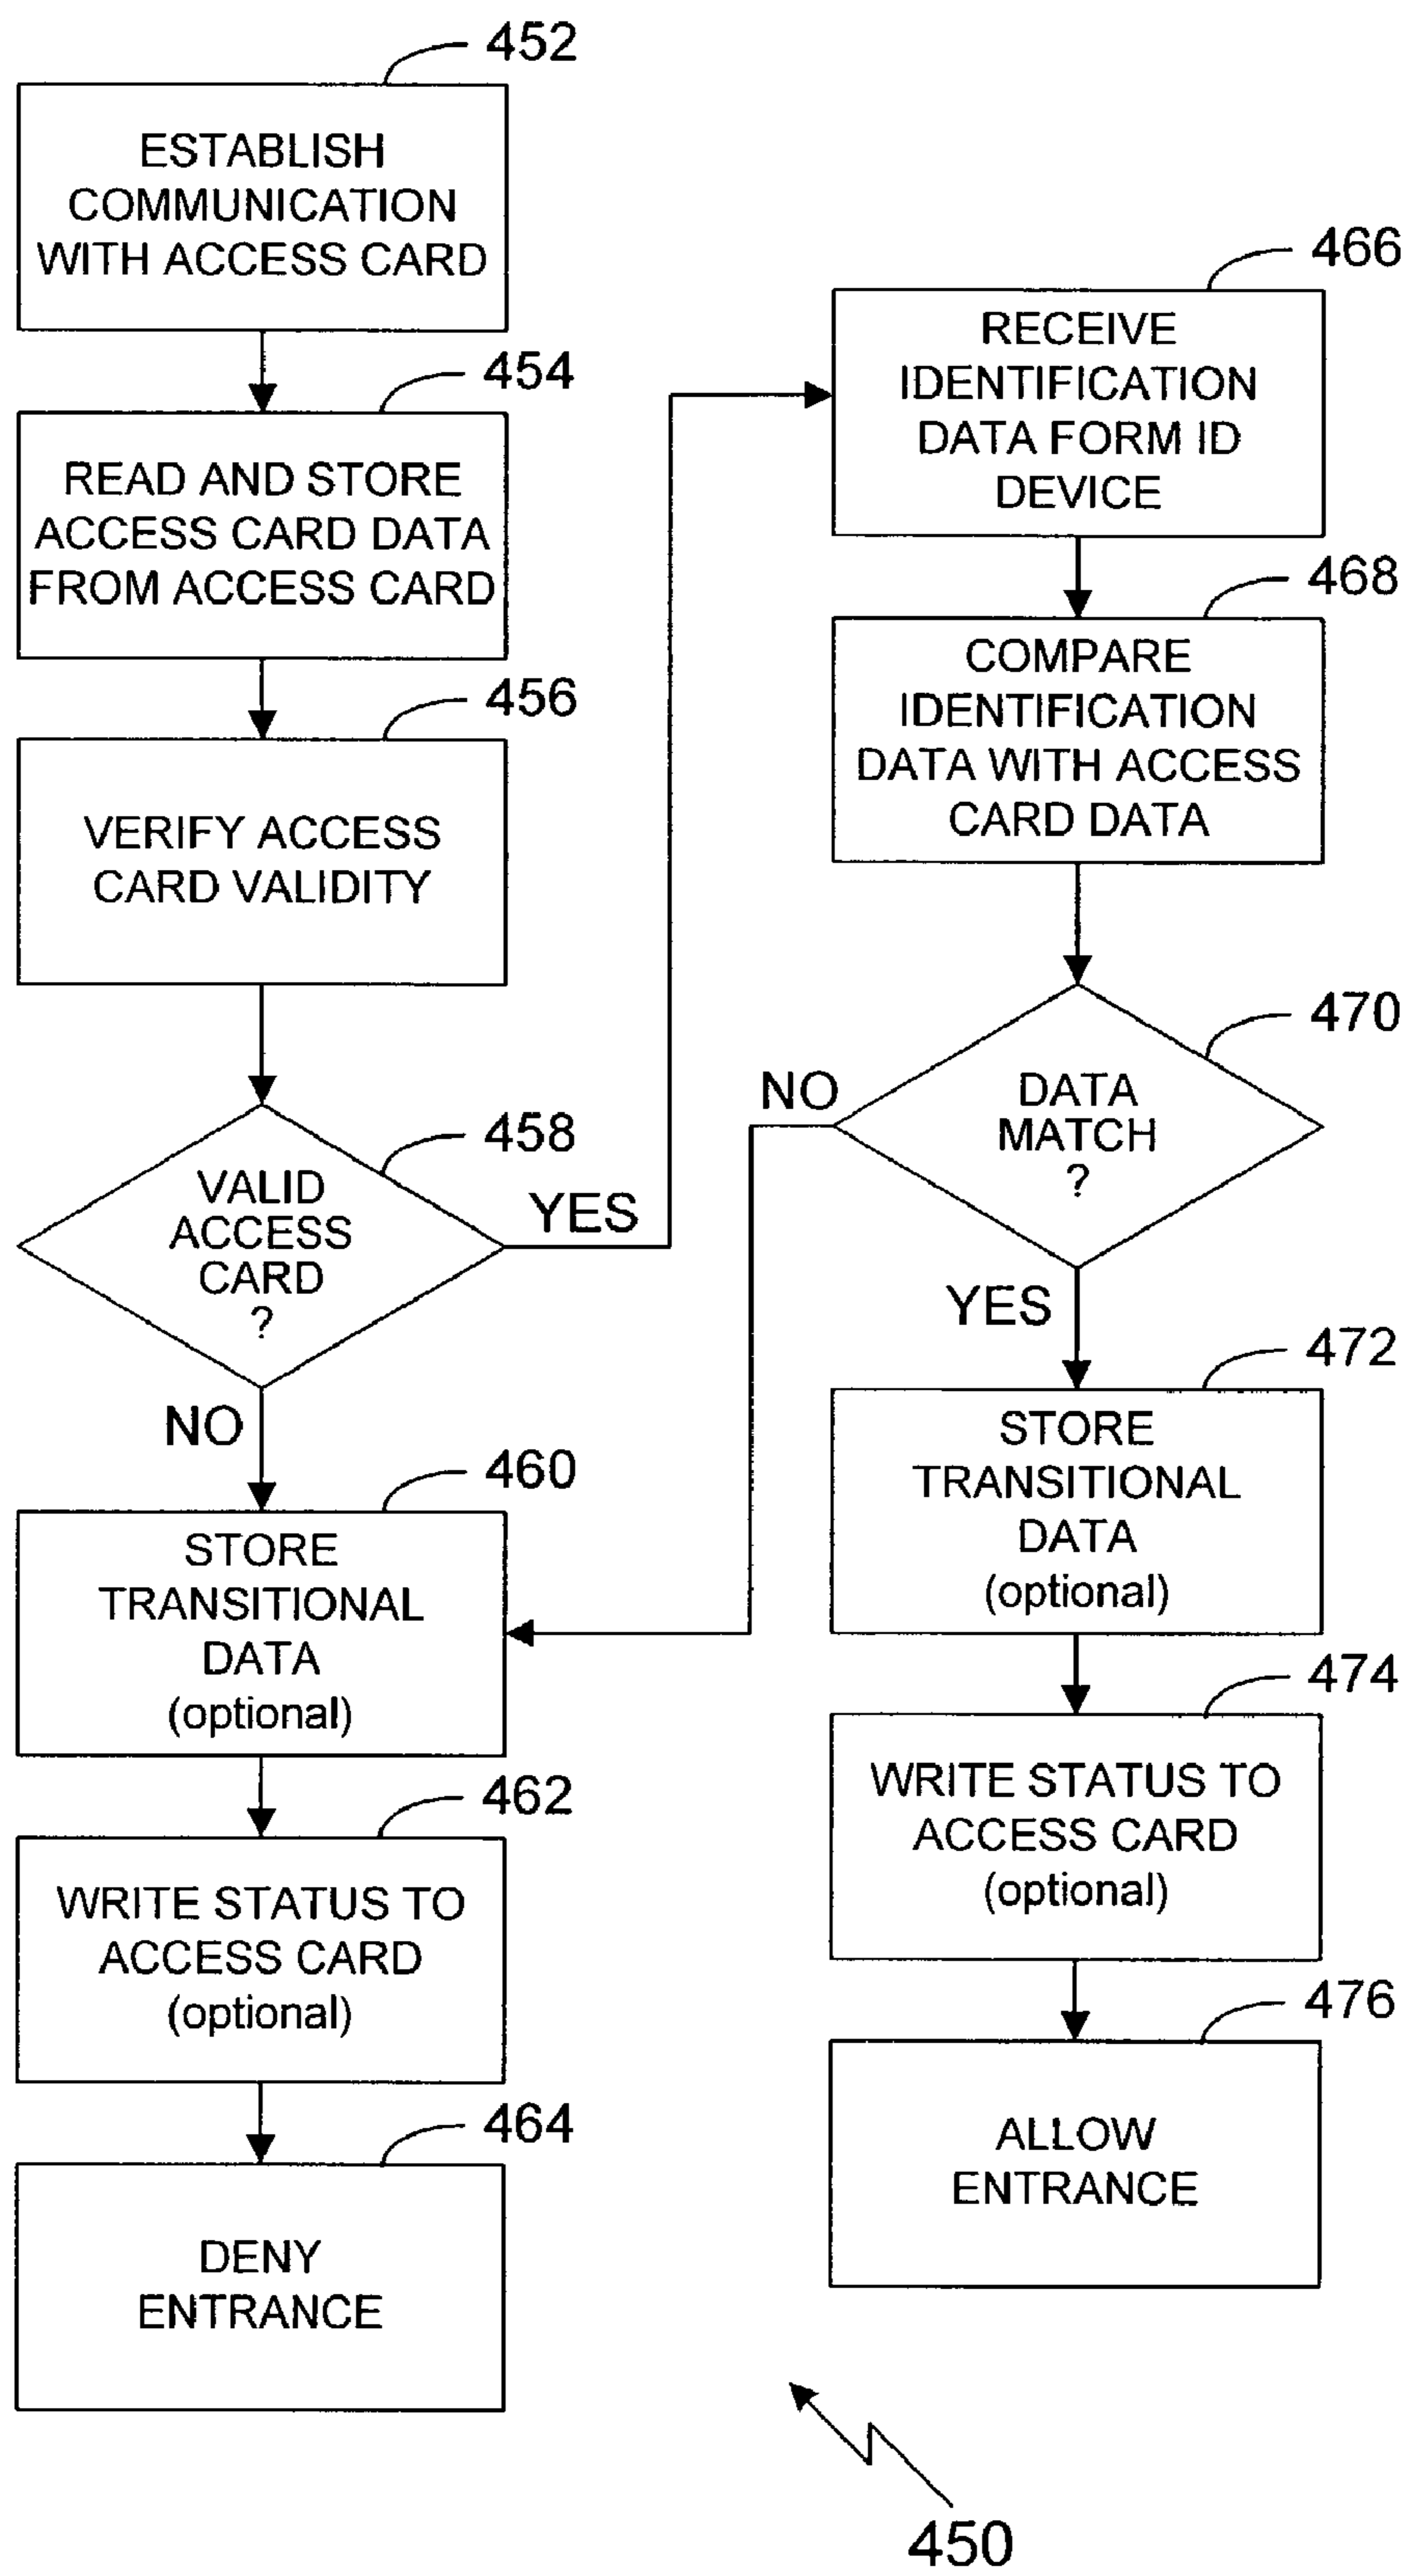 452
ESTABLISH
COMMUNICATION
WITH ACCESS CARD
454
READ AND STORE
ACCESS CARD DATA
FROM ACCESS CARD
456
VERIFY ACCESS
CARD VALIDITY
458
VALID
ACCESS
CARD
?
YES
NO
460
STORE
TRANSITIONAL
DATA
(optional)
462
WRITE STATUS TO
ACCESS CARD
(optional)
464
DENY
ENTRANCE
466
RECEIVE
IDENTIFICATION
DATA FORM ID
DEVICE
468
COMPARE
IDENTIFICATION
DATA WITH ACCESS
CARD DATA
470
DATA
MATCH
?
NO
YES
472
STORE
TRANSITIONAL
DATA
(optional)
474
WRITE STATUS TO
ACCESS CARD
(optional)
476
ALLOW
ENTRANCE
450